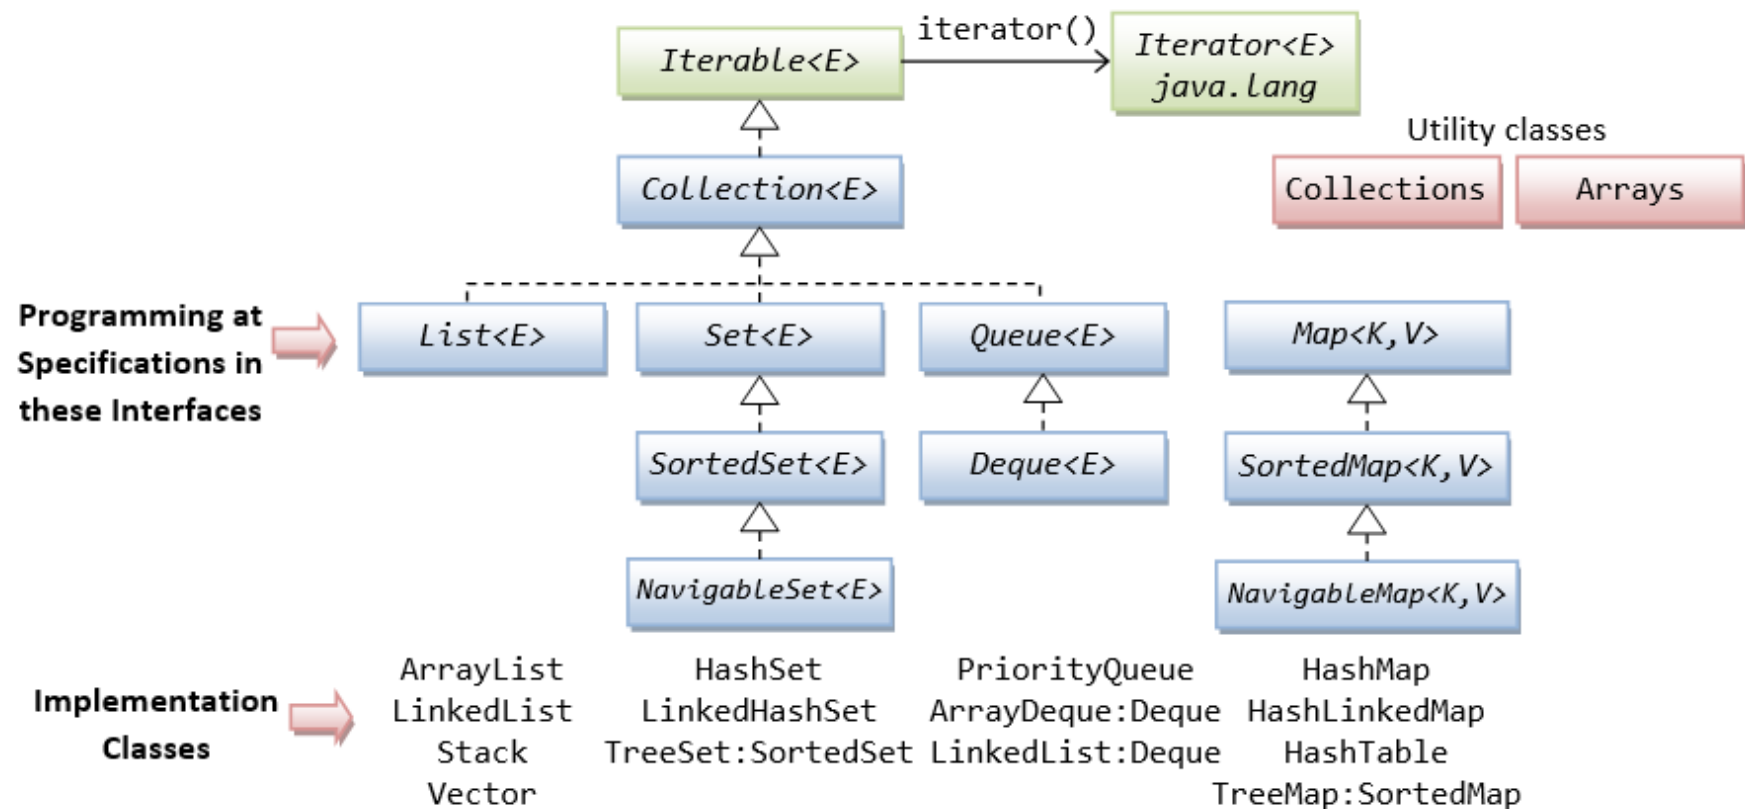 Iterable<E>
iterator()
Iterator<E>
java.lang
Utility classes
Collections
Arrays
Collection<E>
Programming at
Specifications in
these Interfaces
List<E>
Set<E>
Queue<E>
Map<K,V>
SortedSet<E>
Deque<E>
SortedMap<K,V>
NavigableSet<E>
NavigableMap<K,V>
Implementation
Classes
ArrayList
LinkedList
Stack
Vector
HashSet
LinkedHashSet
TreeSet:SortedSet
PriorityQueue
ArrayDeque:Deque
LinkedList:Deque
HashMap
HashLinkedMap
HashTable
TreeMap:SortedMap